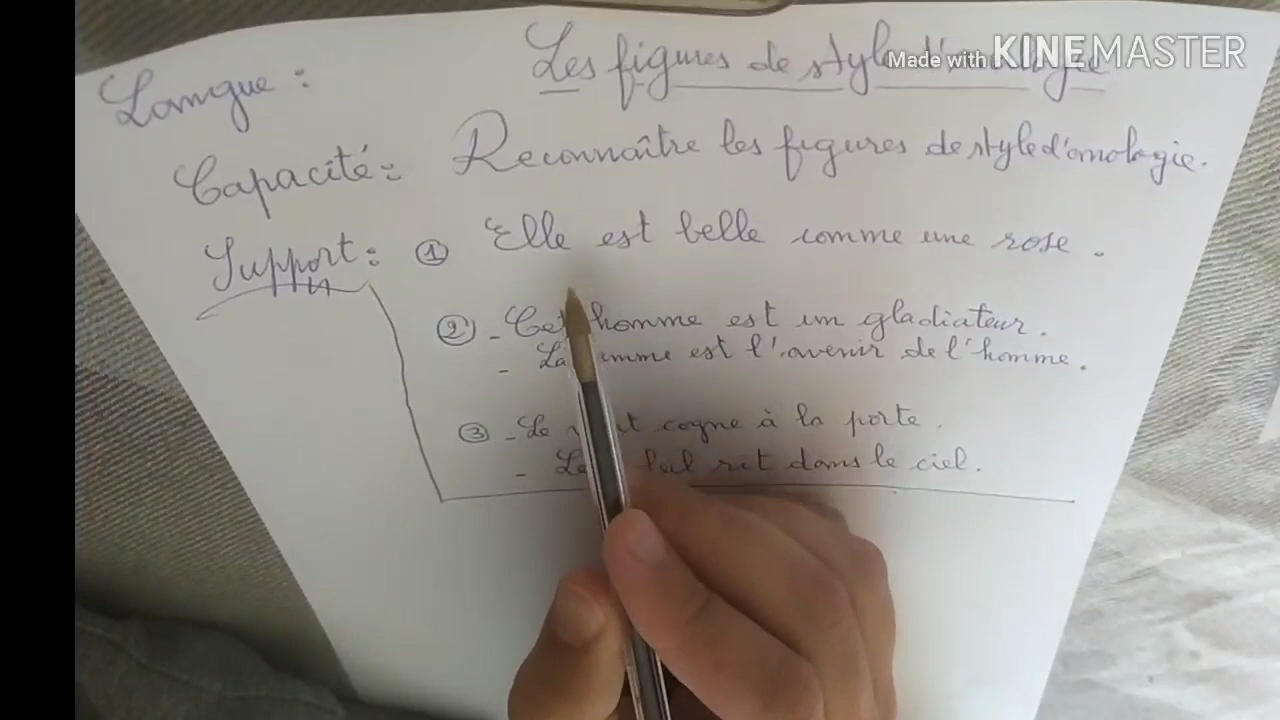 Made with KINEMASTER
Langue : Les figures de style d'analogie
Capacité : Reconnaître les figures de style d'analogie.
Support : ① Elle est belle comme une rose .
② - Cet homme est un gladiateur .
- La femme est l'avenir de l'homme .
③ - Le vent cogne à la porte .
- Le rit dans le ciel .